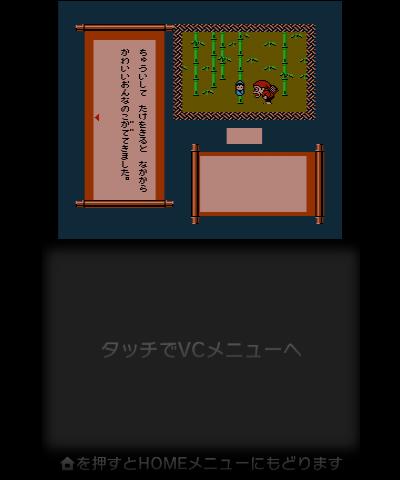 ちゅういして たけをきると なかから
かわいいおんなのこがでてきました。
タッチでVCメニューへ
を押すとHOMEメニューにもどります